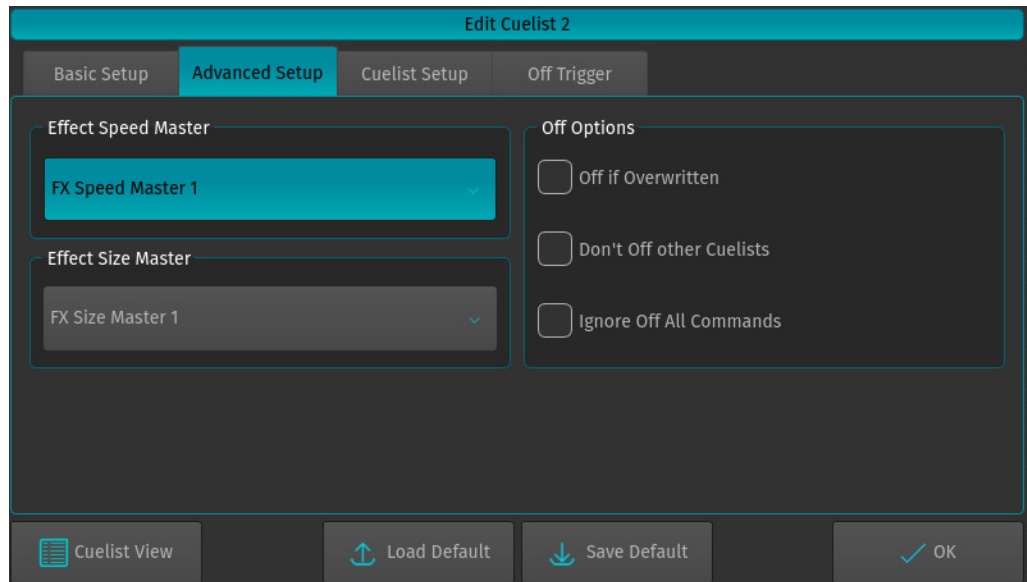 Edit Cuelist 2
Basic Setup
Advanced Setup
Cuelist Setup
Off Trigger
Effect Speed Master
FX Speed Master 1
Effect Size Master
FX Size Master 1
Off Options
Off if Overwritten
Don't Off other Cuelists
Ignore Off All Commands
Cuelist View
Load Default
Save Default
OK